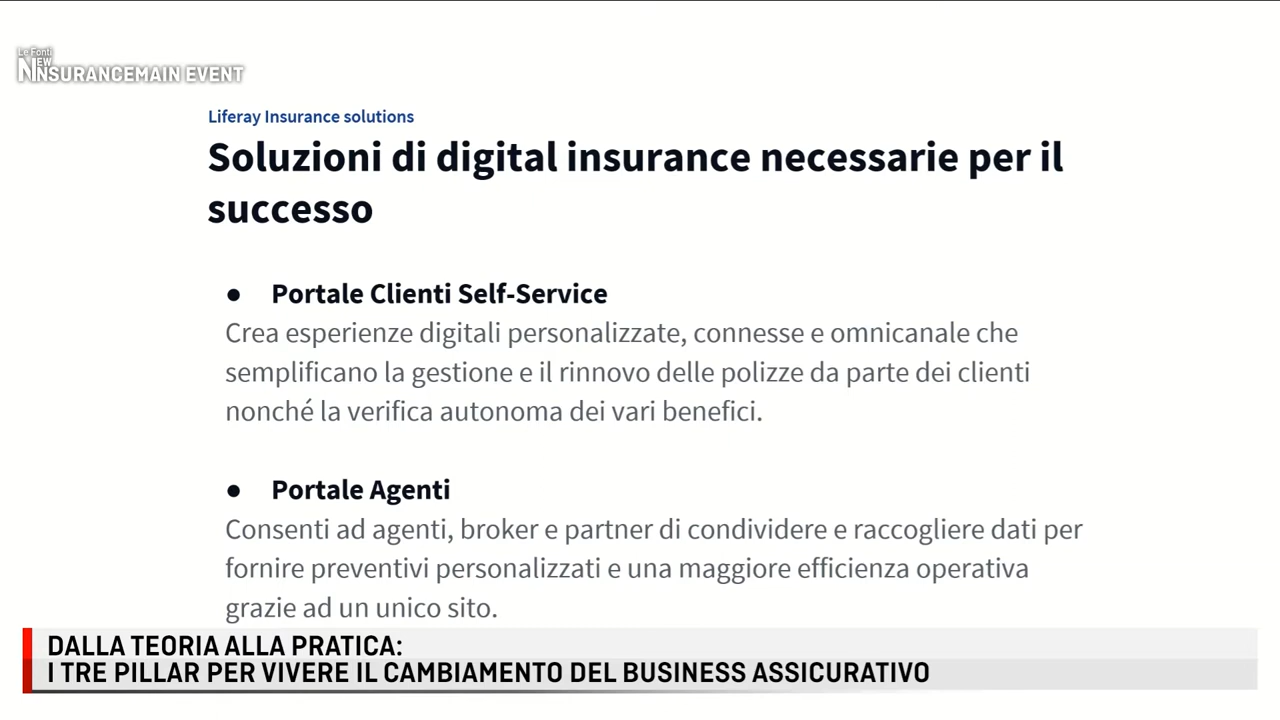 Le Fonti
NEW
INSURANCEMAIN EVENT
Liferay Insurance solutions
Soluzioni di digital insurance necessarie per il
successo
● Portale Clienti Self-Service
Crea esperienze digitali personalizzate, connesse e omnicanale che
semplificano la gestione e il rinnovo delle polizze da parte dei clienti
nonché la verifica autonoma dei vari benefici.
● Portale Agenti
Consenti ad agenti, broker e partner di condividere e raccogliere dati per
fornire preventivi personalizzati e una maggiore efficienza operativa
grazie ad un unico sito.
DALLA TEORIA ALLA PRATICA:
I TRE PILLAR PER VIVERE IL CAMBIAMENTO DEL BUSINESS ASSICURATIVO